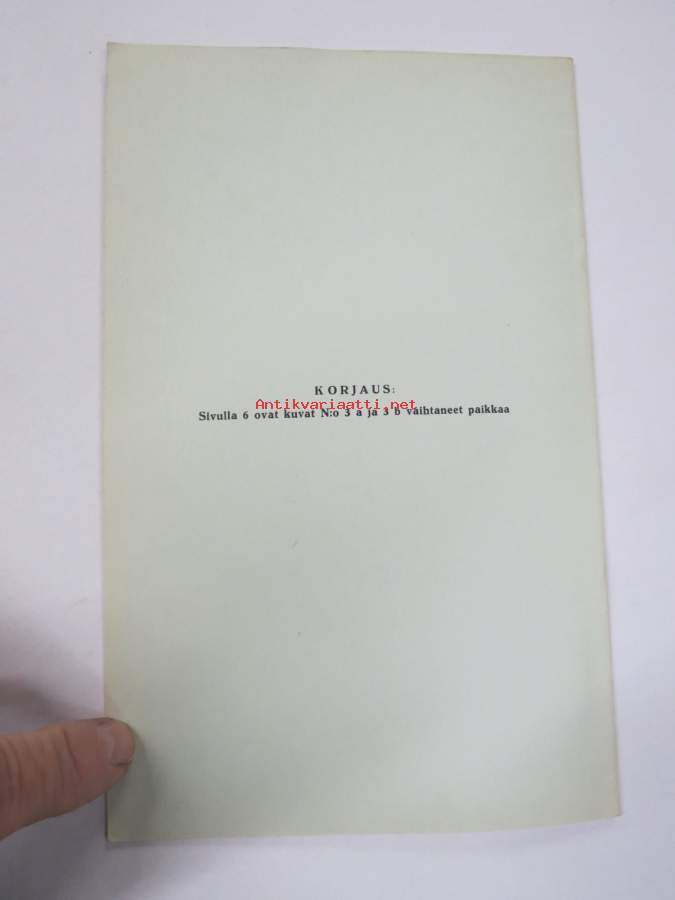 KORJAUS:
Antikvariaatti.net
Sivulla 6 ovat kuvat N:o 3 a ja 3 b vaihtaneet paikkaa